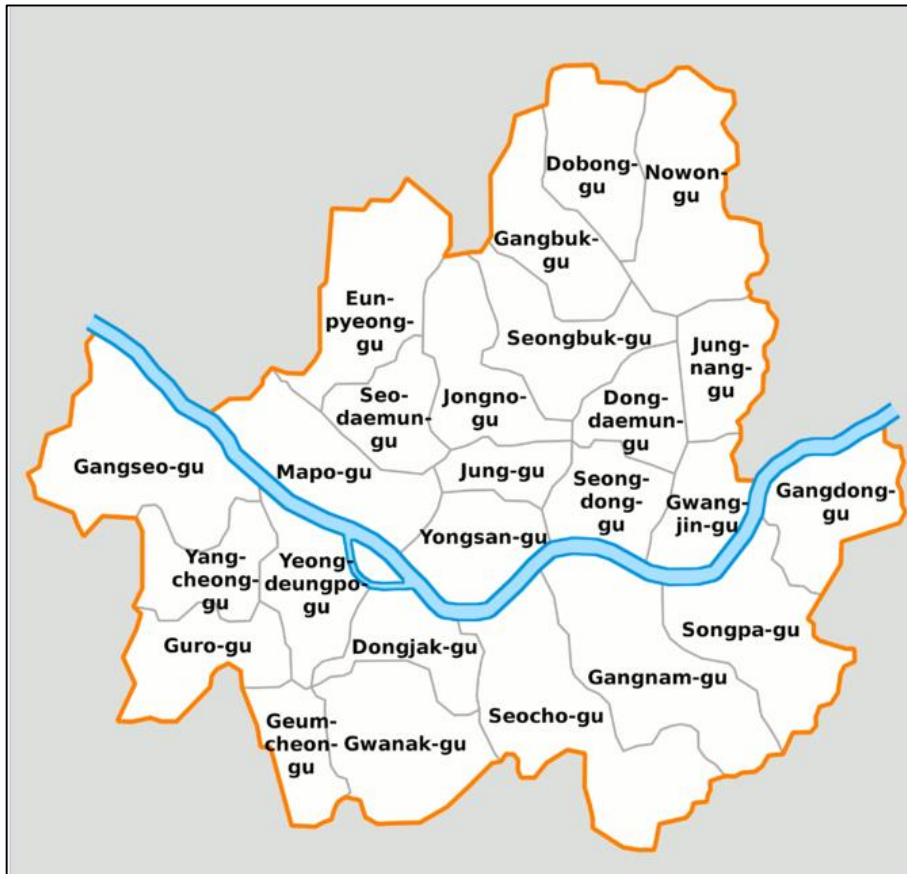 Dobong-
gu
Nowon-
gu
Gangbuk-
gu
Eun-
pyeong-
gu
Seongbuk-gu
Jung-
nang-
gu
Seo-
daemun-
gu
Jongno-
gu
Dong-
daemun-
gu
Gangseo-gu
Mapo-gu
Jung-gu
Seong-
dong-
gu
Gwang-
jin-gu
Gangdong-
gu
Yang-
cheong-
gu
Yeong-
deungpo-
gu
Yongsan-gu
Guro-gu
Dongjak-gu
Songpa-gu
Gangnam-gu
Geum-
cheon-
gu
Gwanak-gu
Seocho-gu